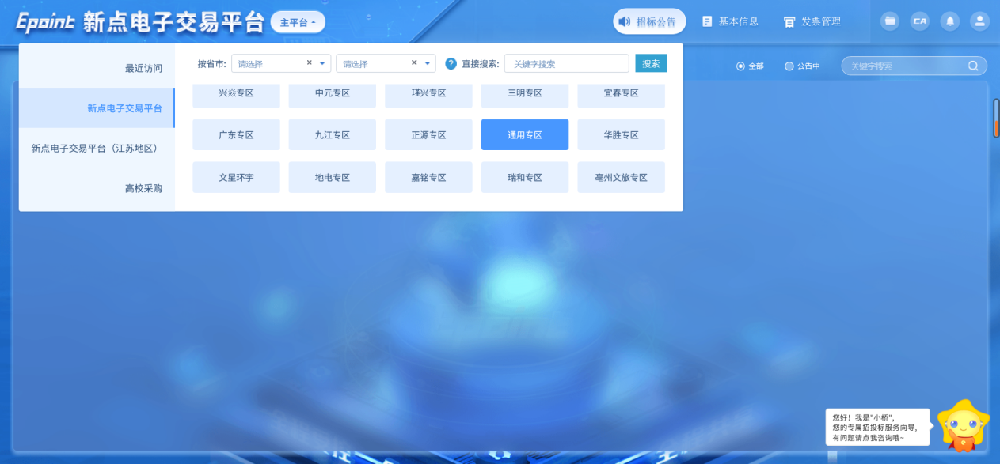 Epoint 新点电子交易平台
主平台
招标公告
基本信息
发票管理
CA
最近访问
新点电子交易平台
新点电子交易平台（江苏地区）
高校采购
按省市: 请选择 × 请选择 × ? 直接搜索: 关键字搜索 搜索
兴焱专区 中元专区 瑾兴专区 三明专区 宜春专区
广东专区 九江专区 正源专区 通用专区 华胜专区
文星环宇 地电专区 嘉铭专区 瑞和专区 亳州文旅专区
全部 公告中 关键字搜索
您好！我是"小桥",
您的专属招投标服务向导,
有问题请点我咨询哦~